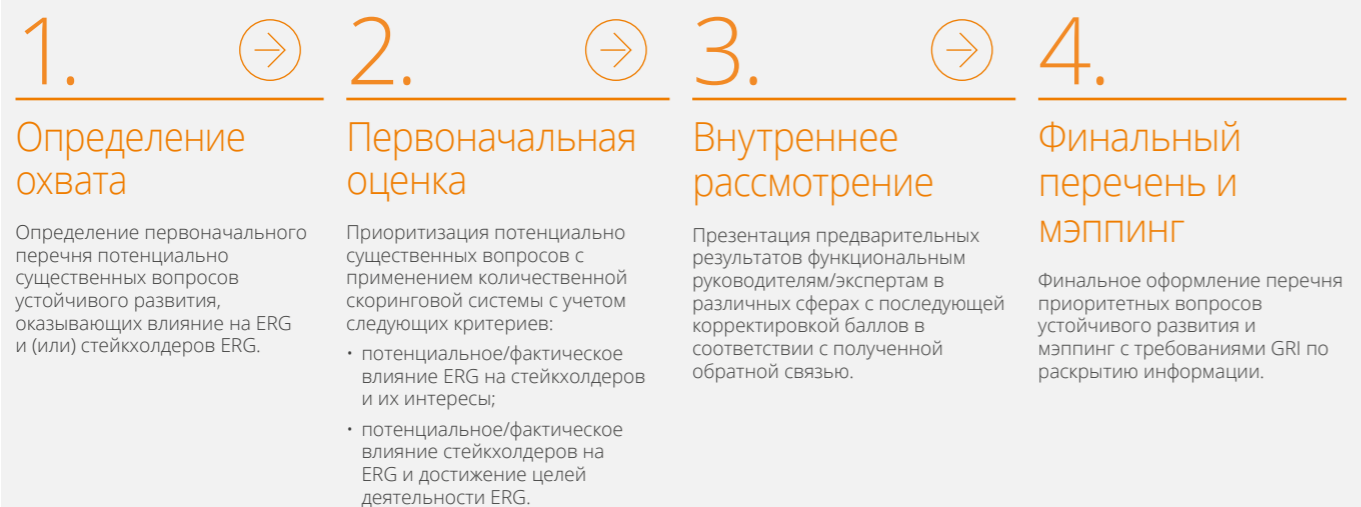 1.
Определение
охвата
Определение первоначального
перечня потенциально
существенных вопросов
устойчивого развития,
оказывающих влияние на ERG
и (или) стейкхолдеров ERG.
2.
Первоначальная
оценка
Приоритизация потенциально
существенных вопросов с
применением количественной
скоринговой системы с учетом
следующих критериев:
• потенциальное/фактическое
влияние ERG на стейкхолдеров
и их интересы;
• потенциальное/фактическое
влияние стейкхолдеров на
ERG и достижение целей
деятельности ERG.
3.
Внутреннее
рассмотрение
Презентация предварительных
результатов функциональным
руководителям/экспертам в
различных сферах с последующей
корректировкой баллов в
соответствии с полученной
обратной связью.
4.
Финальный
перечень и
мэппинг
Финальное оформление перечня
приоритетных вопросов
устойчивого развития и
мэппинг с требованиями GRI по
раскрытию информации.